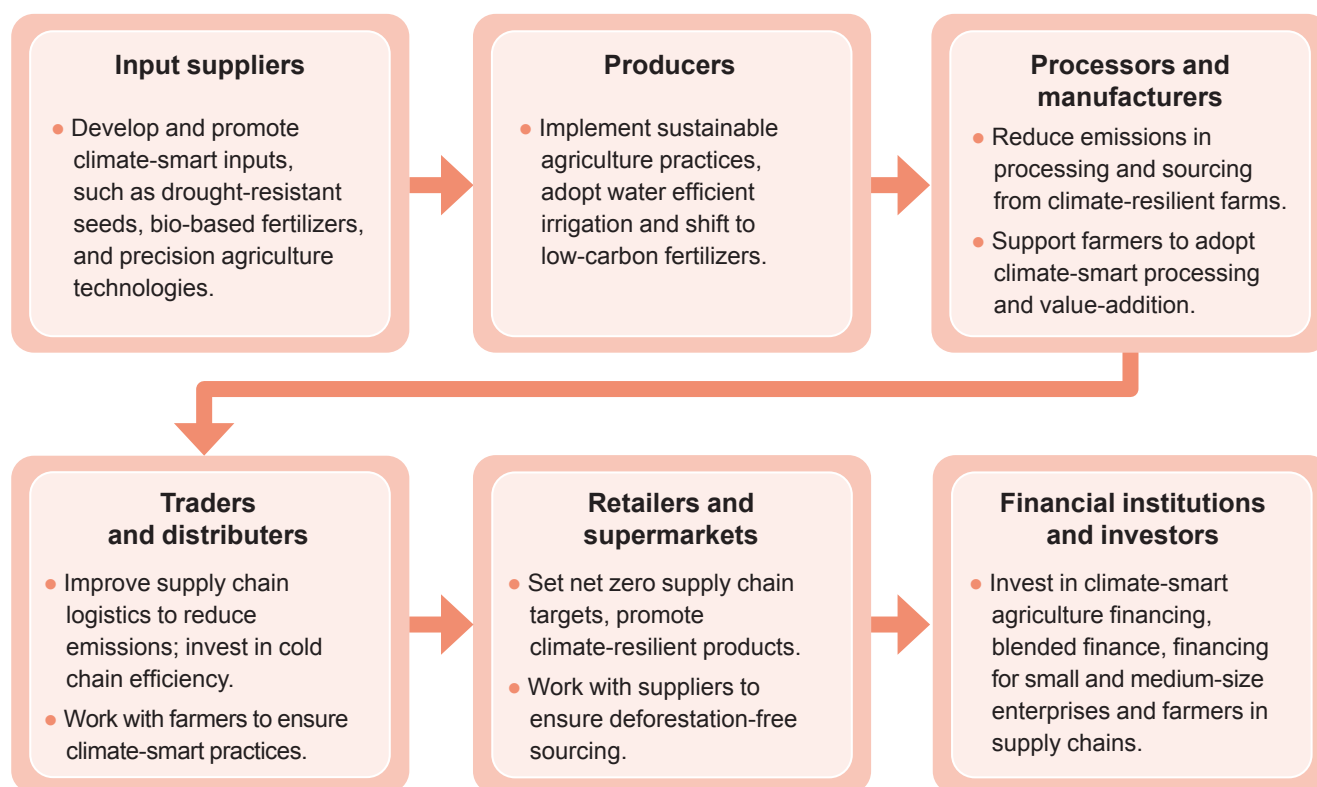 Input suppliers
● Develop and promote
climate-smart inputs,
such as drought-resistant
seeds, bio-based fertilizers,
and precision agriculture
technologies.
Producers
● Implement sustainable
agriculture practices,
adopt water efficient
irrigation and shift to
low-carbon fertilizers.
Processors and
manufacturers
● Reduce emissions in
processing and sourcing
from climate-resilient farms.
● Support farmers to adopt
climate-smart processing
and value-addition.
Traders
and distributers
● Improve supply chain
logistics to reduce
emissions; invest in cold
chain efficiency.
● Work with farmers to ensure
climate-smart practices.
Retailers and
supermarkets
● Set net zero supply chain
targets, promote
climate-resilient products.
● Work with suppliers to
ensure deforestation-free
sourcing.
Financial institutions
and investors
● Invest in climate-smart
agriculture financing,
blended finance, financing
for small and medium-size
enterprises and farmers in
supply chains.